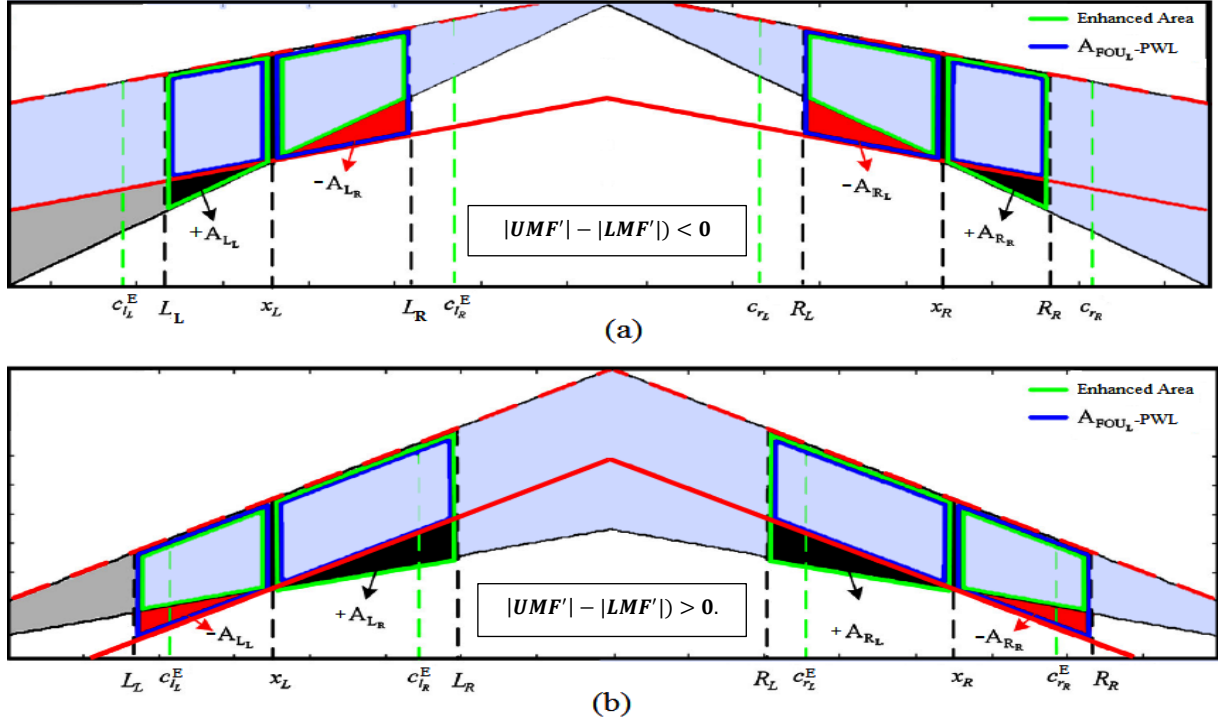 Enhanced Area
A_FOU_L-PWL
-A_L_R
-A_R_L
+A_L_L
+A_R_R
|UMF′| − |LMF′|) < 0
c_l_L^E L_L x_L L_R c_l_R^E c_r_L R_L x_R R_R c_r_R
(a)
Enhanced Area
A_FOU_L-PWL
+A_L_R
-A_L_L
|UMF′| − |LMF′|) > 0.
+A_R_L
-A_R_R
L_L c_l_L^E x_L c_l_R^E L_R R_L c_r_L^E x_R c_r_R^E R_R
(b)